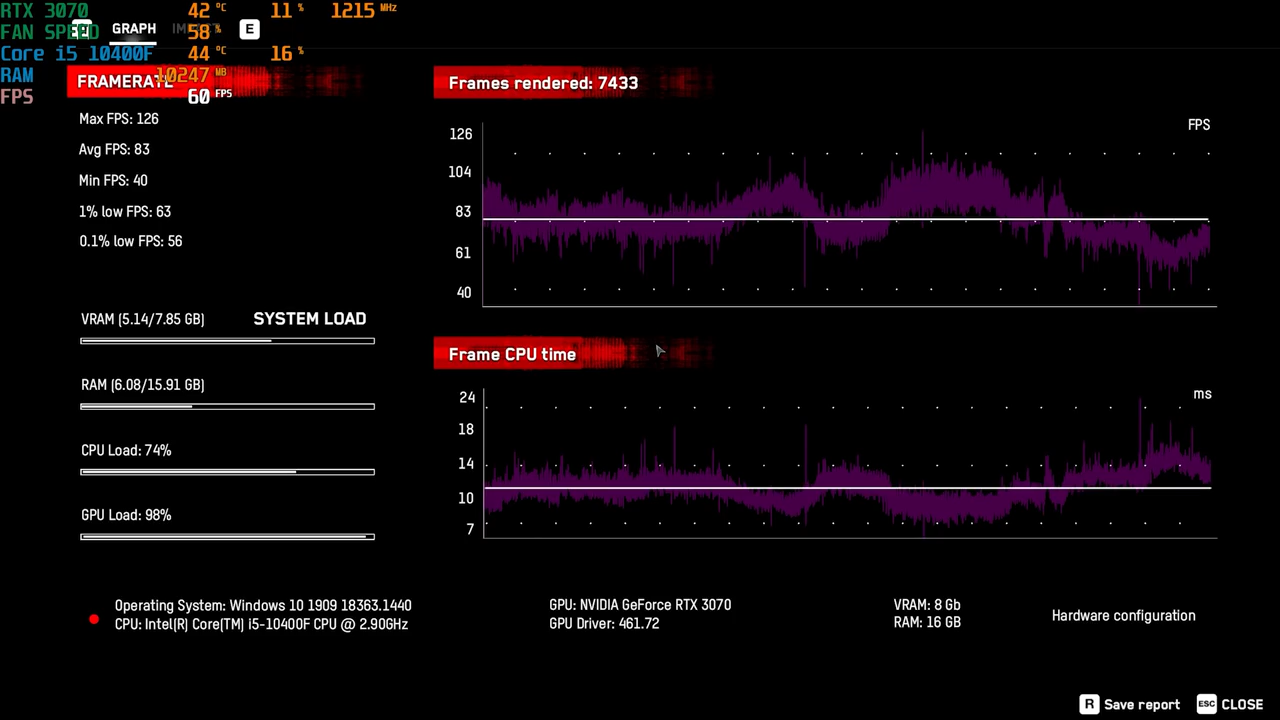 RTX 3070 42 °C 11 % 1215 MHz
FAN SPEED 58 %
GRAPH E
Core i5 10400F 44 °C 16 %
RAM 10247 MB
FPS 60 FPS
FRAMERATE
Max FPS: 126
Avg FPS: 83
Min FPS: 40
1% low FPS: 63
0.1% low FPS: 56
VRAM (5.14/7.85 GB) SYSTEM LOAD
RAM (6.08/15.91 GB)
CPU Load: 74%
GPU Load: 98%
Frames rendered: 7433
FPS
126
104
83
61
40
Frame CPU time
ms
24
18
14
10
7
Operating System: Windows 10 1909 18363.1440
CPU: Intel(R) Core(TM) i5-10400F CPU @ 2.90GHz
GPU: NVIDIA GeForce RTX 3070
GPU Driver: 461.72
VRAM: 8 Gb
RAM: 16 GB
Hardware configuration
R Save report ESC CLOSE